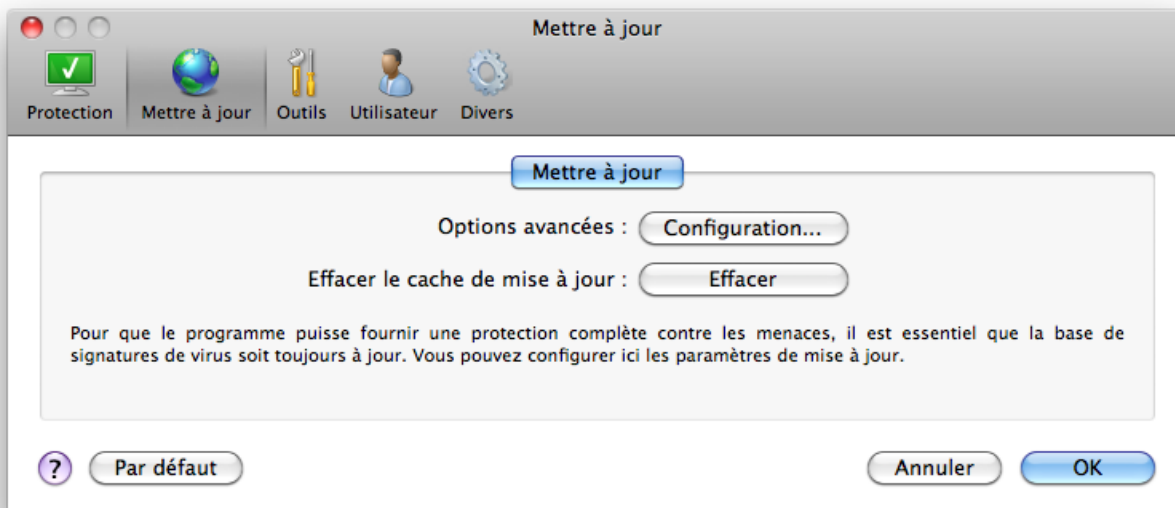 Mettre à jour
Protection
Mettre à jour
Outils
Utilisateur
Divers
Mettre à jour
Options avancées :
Configuration...
Effacer le cache de mise à jour :
Effacer
Pour que le programme puisse fournir une protection complète contre les menaces, il est essentiel que la base de
signatures de virus soit toujours à jour. Vous pouvez configurer ici les paramètres de mise à jour.
?
Par défaut
Annuler
OK